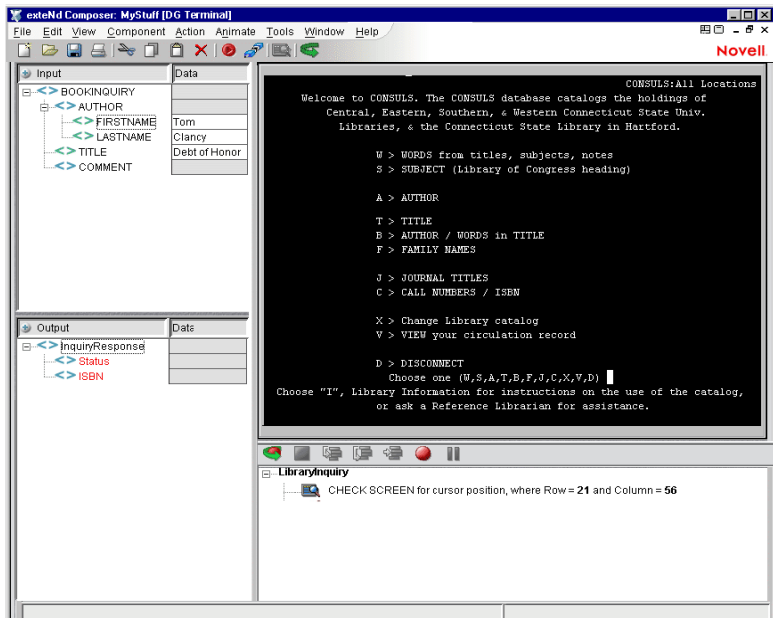 exteNd Composer: MyStuff [DG Terminal]
File Edit View Component Action Animate Tools Window Help
Novell
Input Data
BOOKINQUIRY
AUTHOR
FIRSTNAME Tom
LASTNAME Clancy
TITLE Debt of Honor
COMMENT
Output Data
InquiryResponse
Status
ISBN
CONSULS:All Locations
Welcome to CONSULS. The CONSULS database catalogs the holdings of
Central, Eastern, Southern, & Western Connecticut State Univ.
Libraries, & the Connecticut State Library in Hartford.
W > WORDS from titles, subjects, notes
S > SUBJECT (Library of Congress heading)
A > AUTHOR
T > TITLE
B > AUTHOR / WORDS in TITLE
F > FAMILY NAMES
J > JOURNAL TITLES
C > CALL NUMBERS / ISBN
X > Change Library catalog
V > VIEW your circulation record
D > DISCONNECT
Choose one (W,S,A,T,B,F,J,C,X,V,D)
Choose "I", Library Information for instructions on the use of the catalog,
or ask a Reference Librarian for assistance.
LibraryInquiry
CHECK SCREEN for cursor position, where Row = 21 and Column = 56